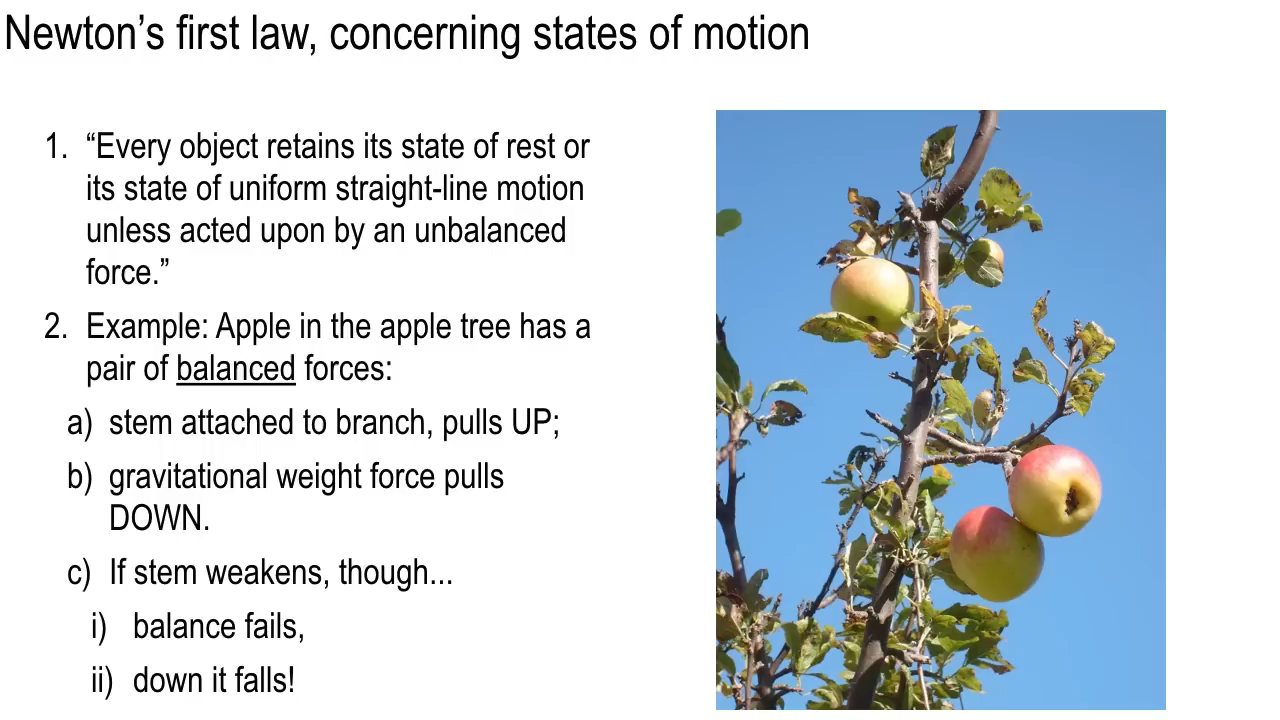 Newton’s first law, concerning states of motion
1. “Every object retains its state of rest or
its state of uniform straight-line motion
unless acted upon by an unbalanced
force.”
2. Example: Apple in the apple tree has a
pair of balanced forces:
a) stem attached to branch, pulls UP;
b) gravitational weight force pulls
DOWN.
c) If stem weakens, though...
i) balance fails,
ii) down it falls!